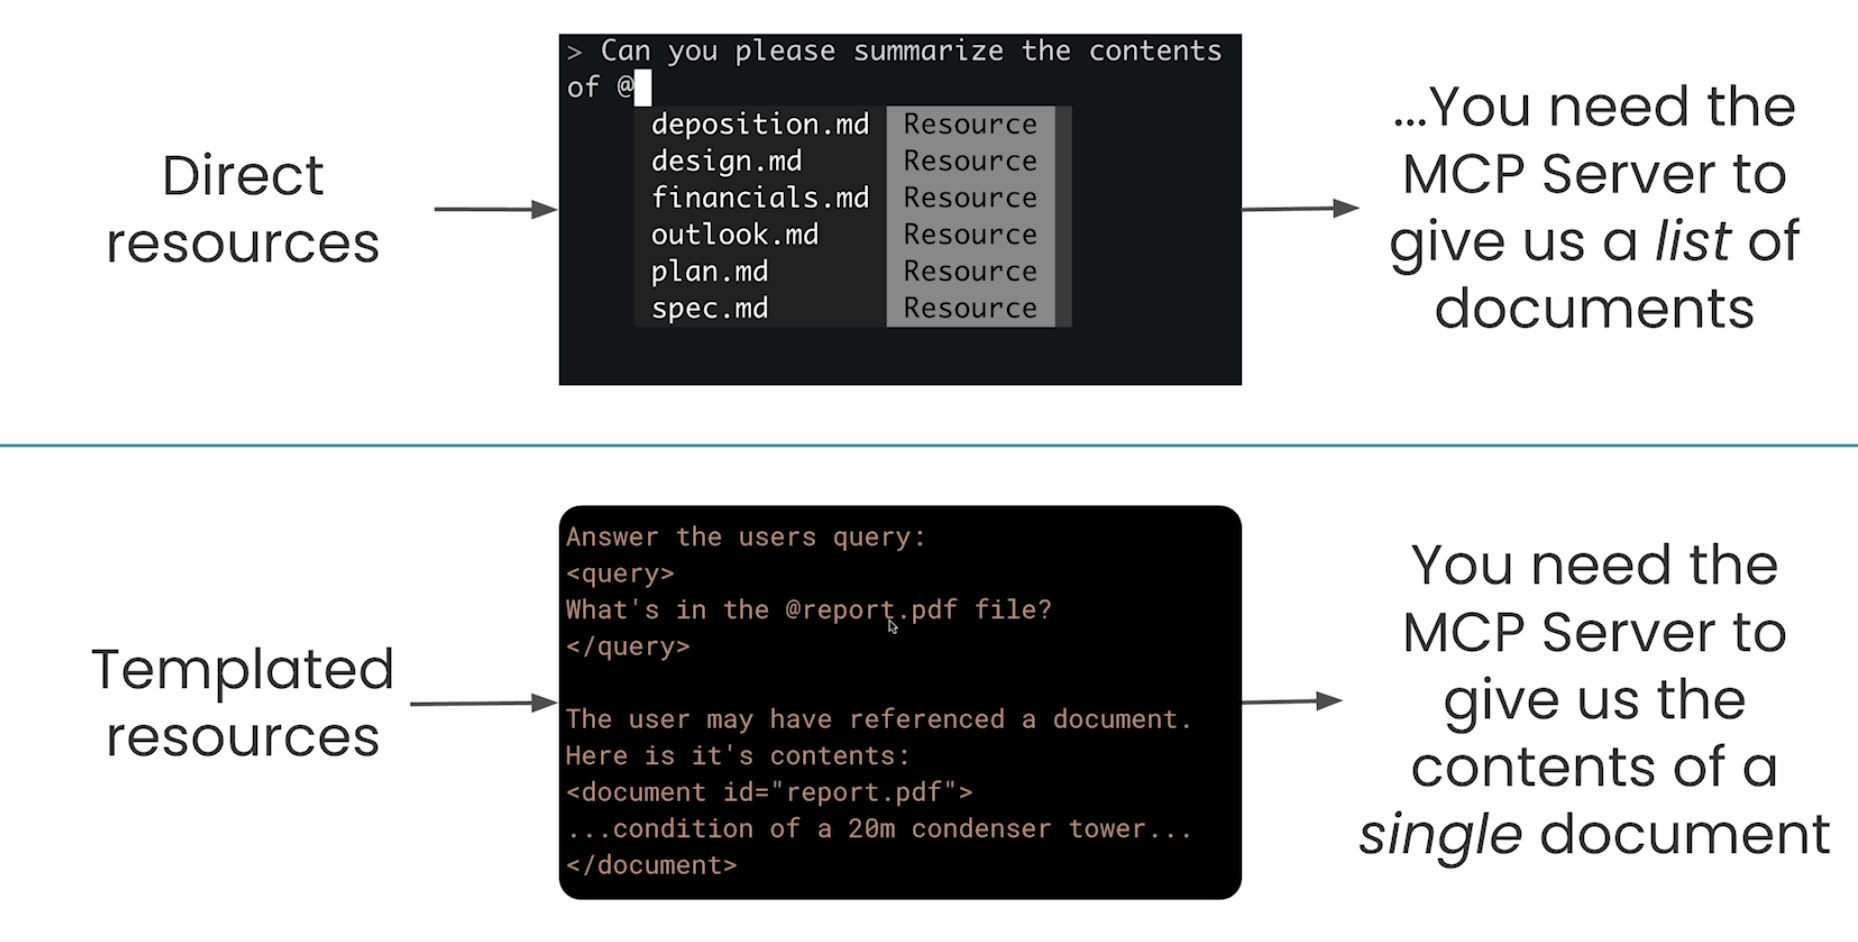 Direct
resources
> Can you please summarize the contents
of @
deposition.md Resource
design.md Resource
financials.md Resource
outlook.md Resource
plan.md Resource
spec.md Resource
...You need the
MCP Server to
give us a list of
documents
Templated
resources
Answer the users query:
<query>
What's in the @report.pdf file?
</query>
The user may have referenced a document.
Here is it's contents:
<document id="report.pdf">
...condition of a 20m condenser tower...
</document>
You need the
MCP Server to
give us the
contents of a
single document